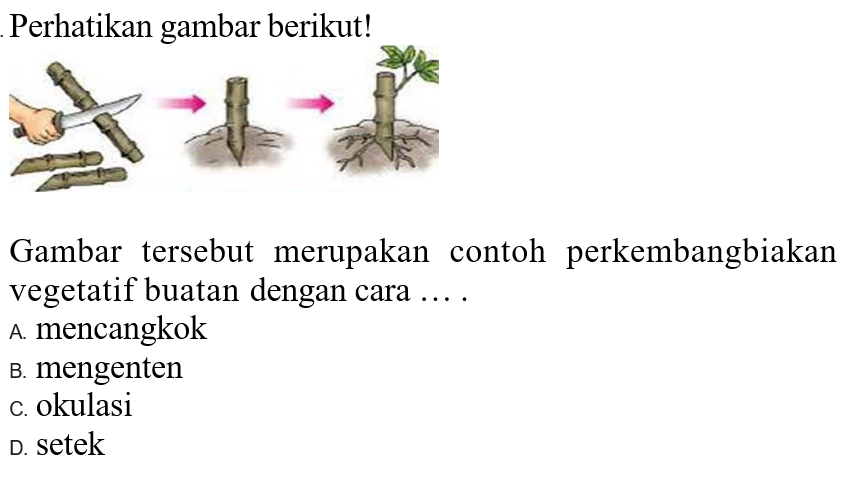 . Perhatikan gambar berikut!
Gambar tersebut merupakan contoh perkembangbiakan
vegetatif buatan dengan cara ... .
A. mencangkok
B. mengenten
C. okulasi
D. setek